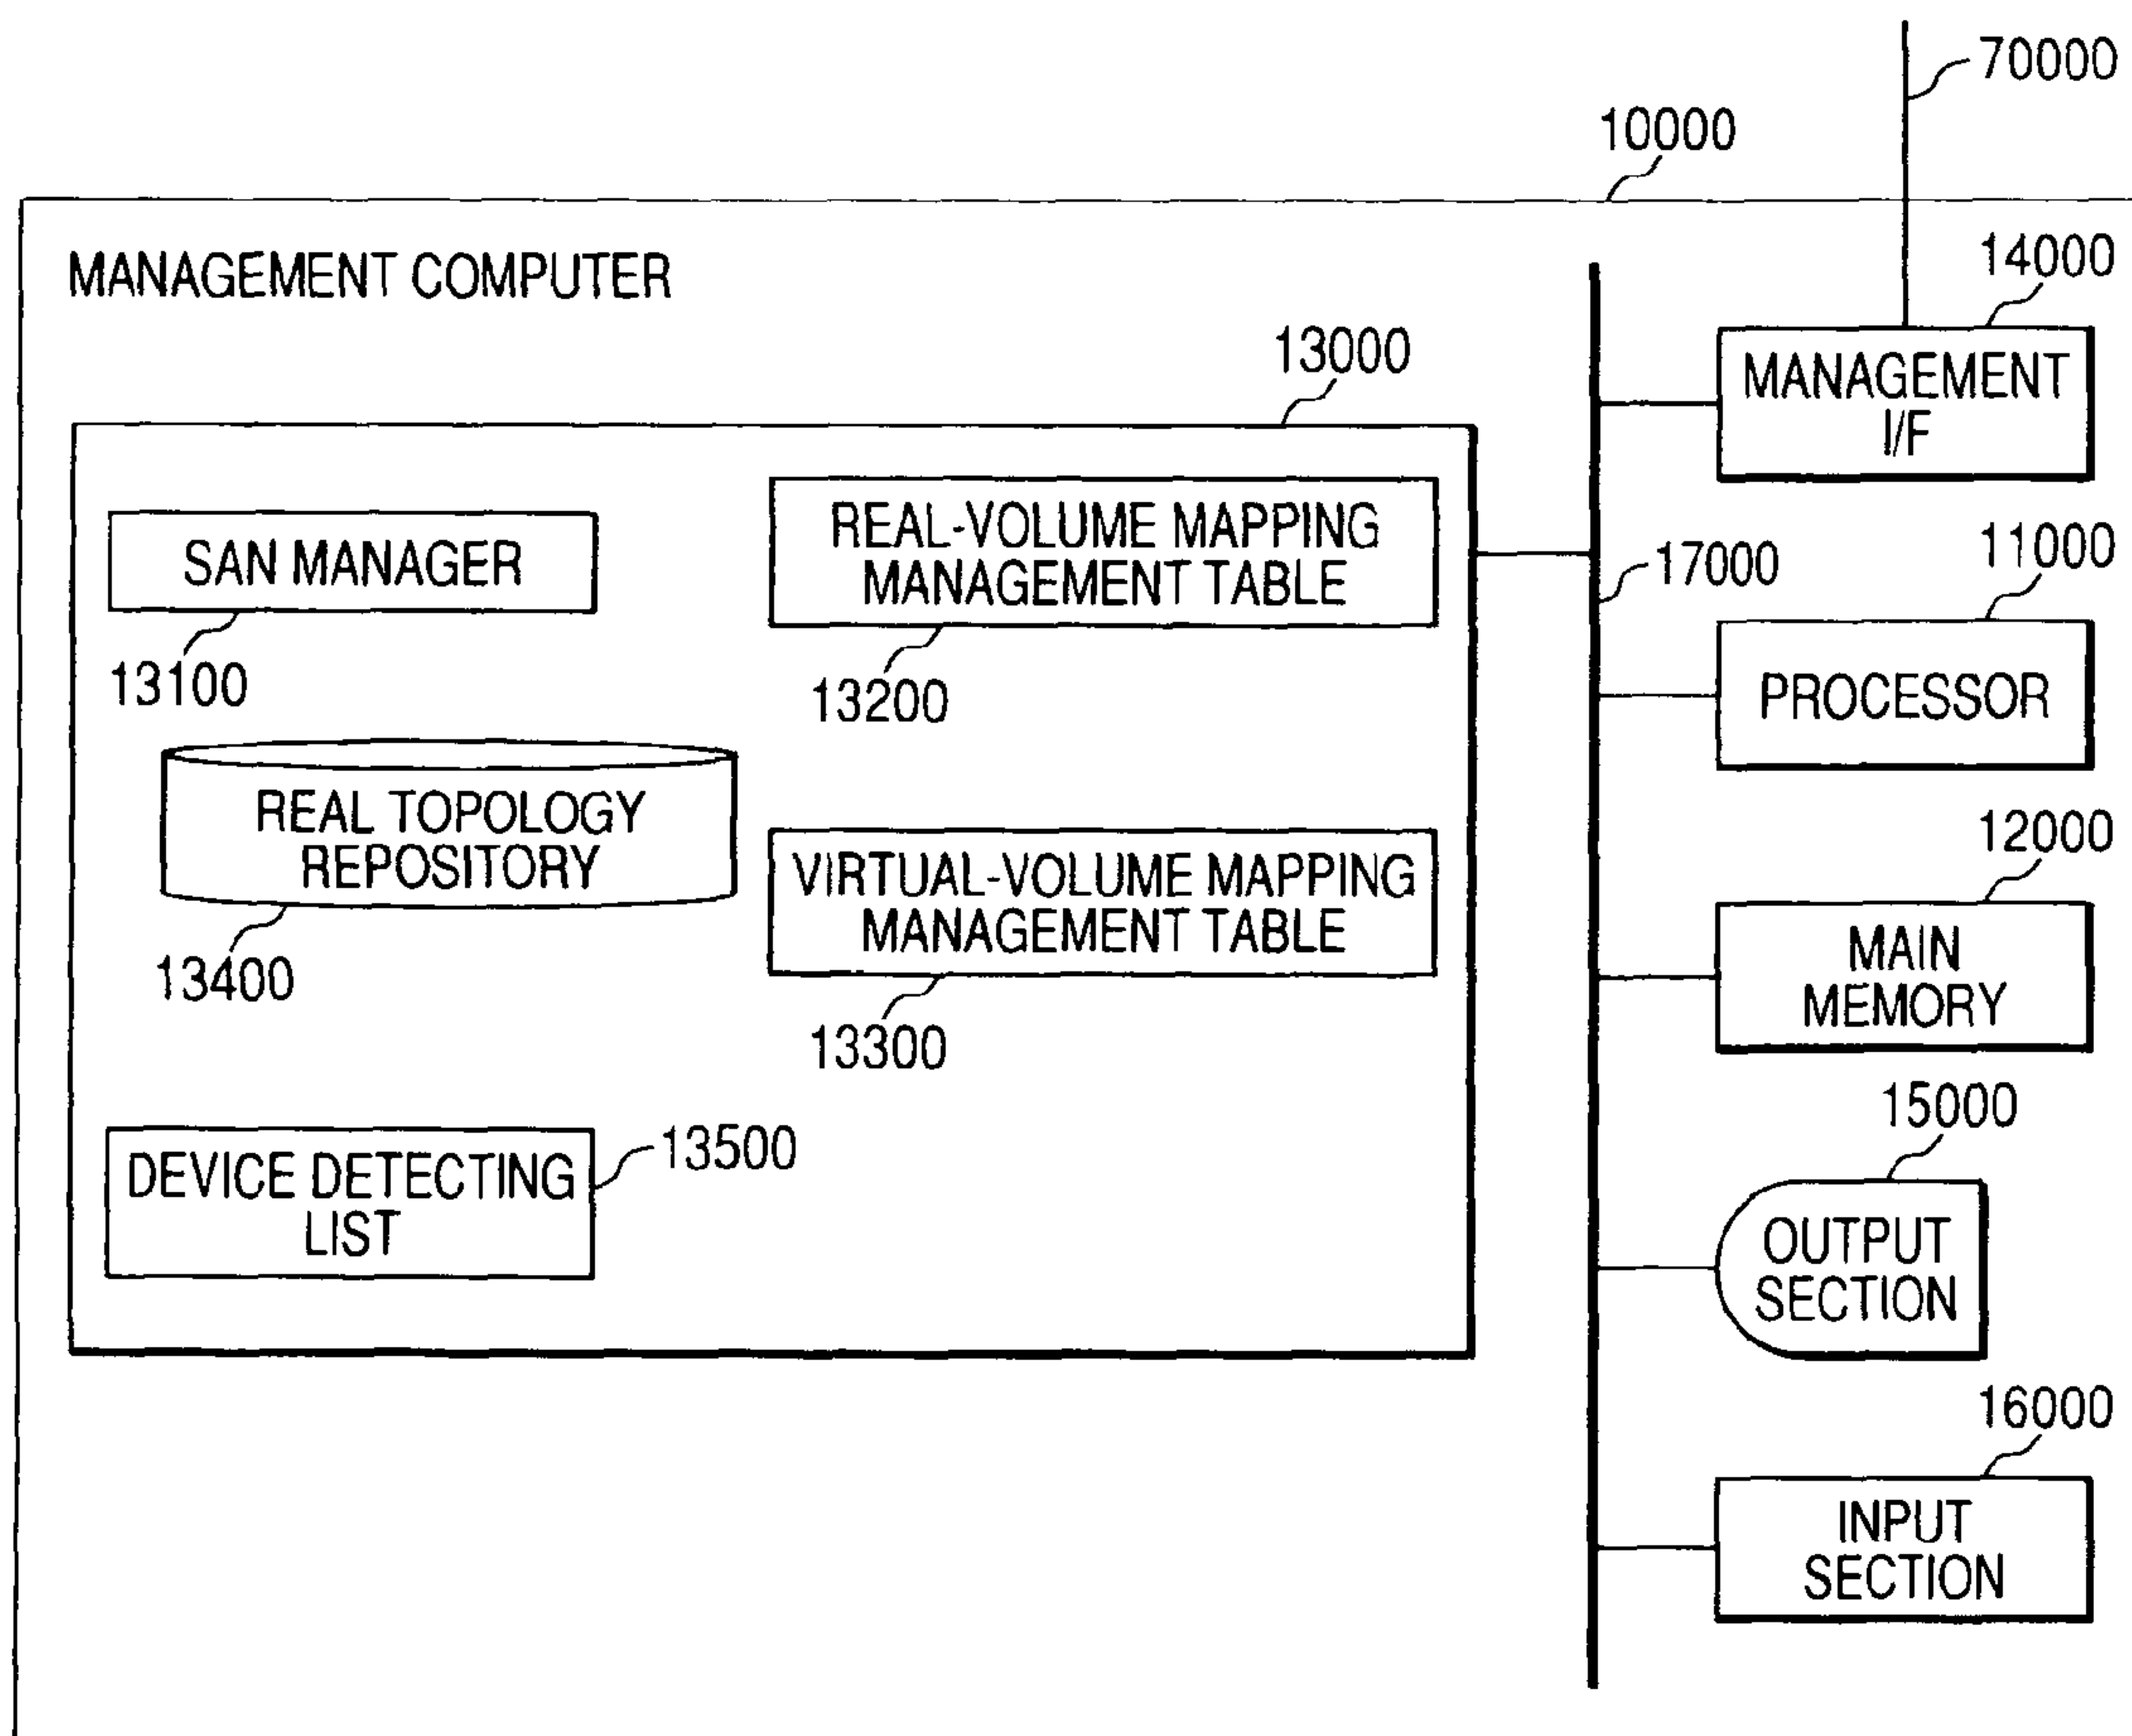 70000
10000
MANAGEMENT COMPUTER
14000
13000
MANAGEMENT
I/F
REAL-VOLUME MAPPING
MANAGEMENT TABLE
SAN MANAGER
17000
11000
13100
13200
PROCESSOR
REAL TOPOLOGY
REPOSITORY
12000
VIRTUAL-VOLUME MAPPING
MANAGEMENT TABLE
MAIN
MEMORY
13400
13300
15000
DEVICE DETECTING
LIST
13500
OUTPUT
SECTION
16000
INPUT
SECTION